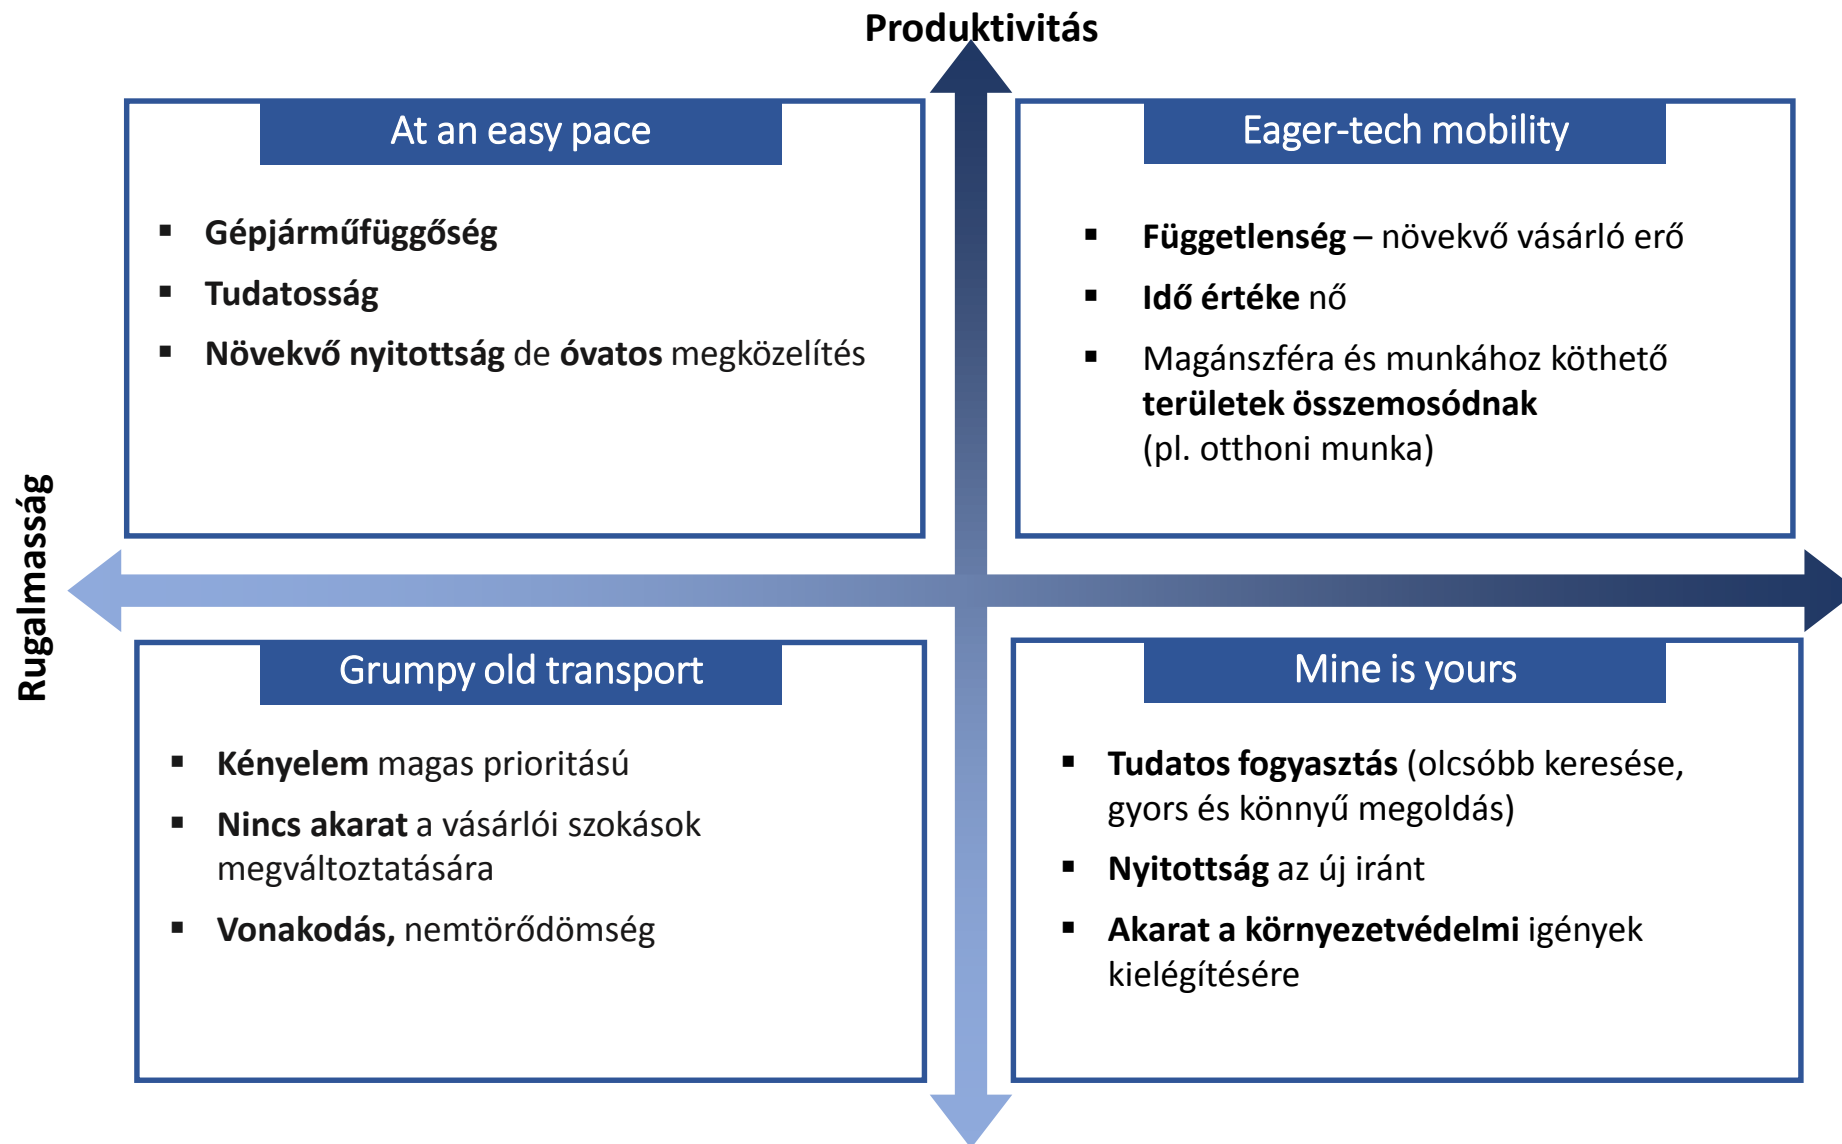 Produktivitás
At an easy pace
▪ Gépjárműfüggőség
▪ Tudatosság
▪ Növekvő nyitottság de óvatos megközelítés
Eager-tech mobility
▪ Függetlenség – növekvő vásárló erő
▪ Idő értéke nő
▪ Magánszféra és munkához köthető
területek összemosódnak
(pl. otthoni munka)
Rugalmasság
Grumpy old transport
▪ Kényelem magas prioritású
▪ Nincs akarat a vásárlói szokások
megváltoztatására
▪ Vonakodás, nemtörődömség
Mine is yours
▪ Tudatos fogyasztás (olcsóbb keresése,
gyors és könnyű megoldás)
▪ Nyitottság az új iránt
▪ Akarat a környezetvédelmi igények
kielégítésére